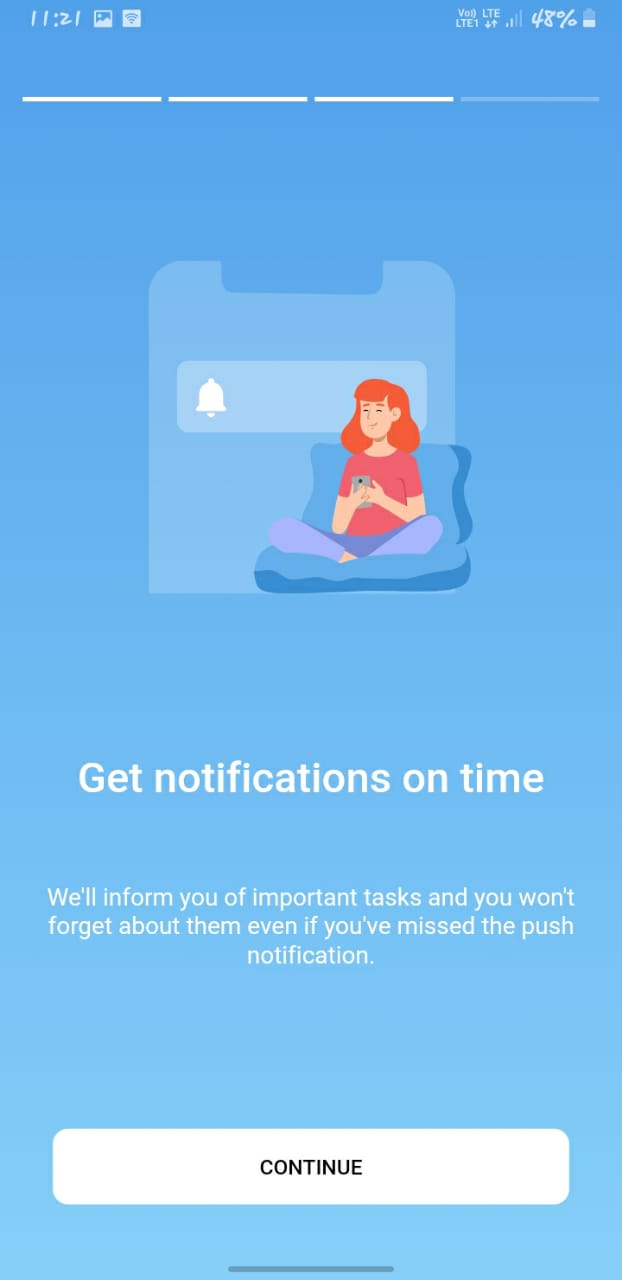 11:21 Vo)) LTE 48%
LTE1
Get notifications on time
We'll inform you of important tasks and you won't
forget about them even if you've missed the push
notification.
CONTINUE